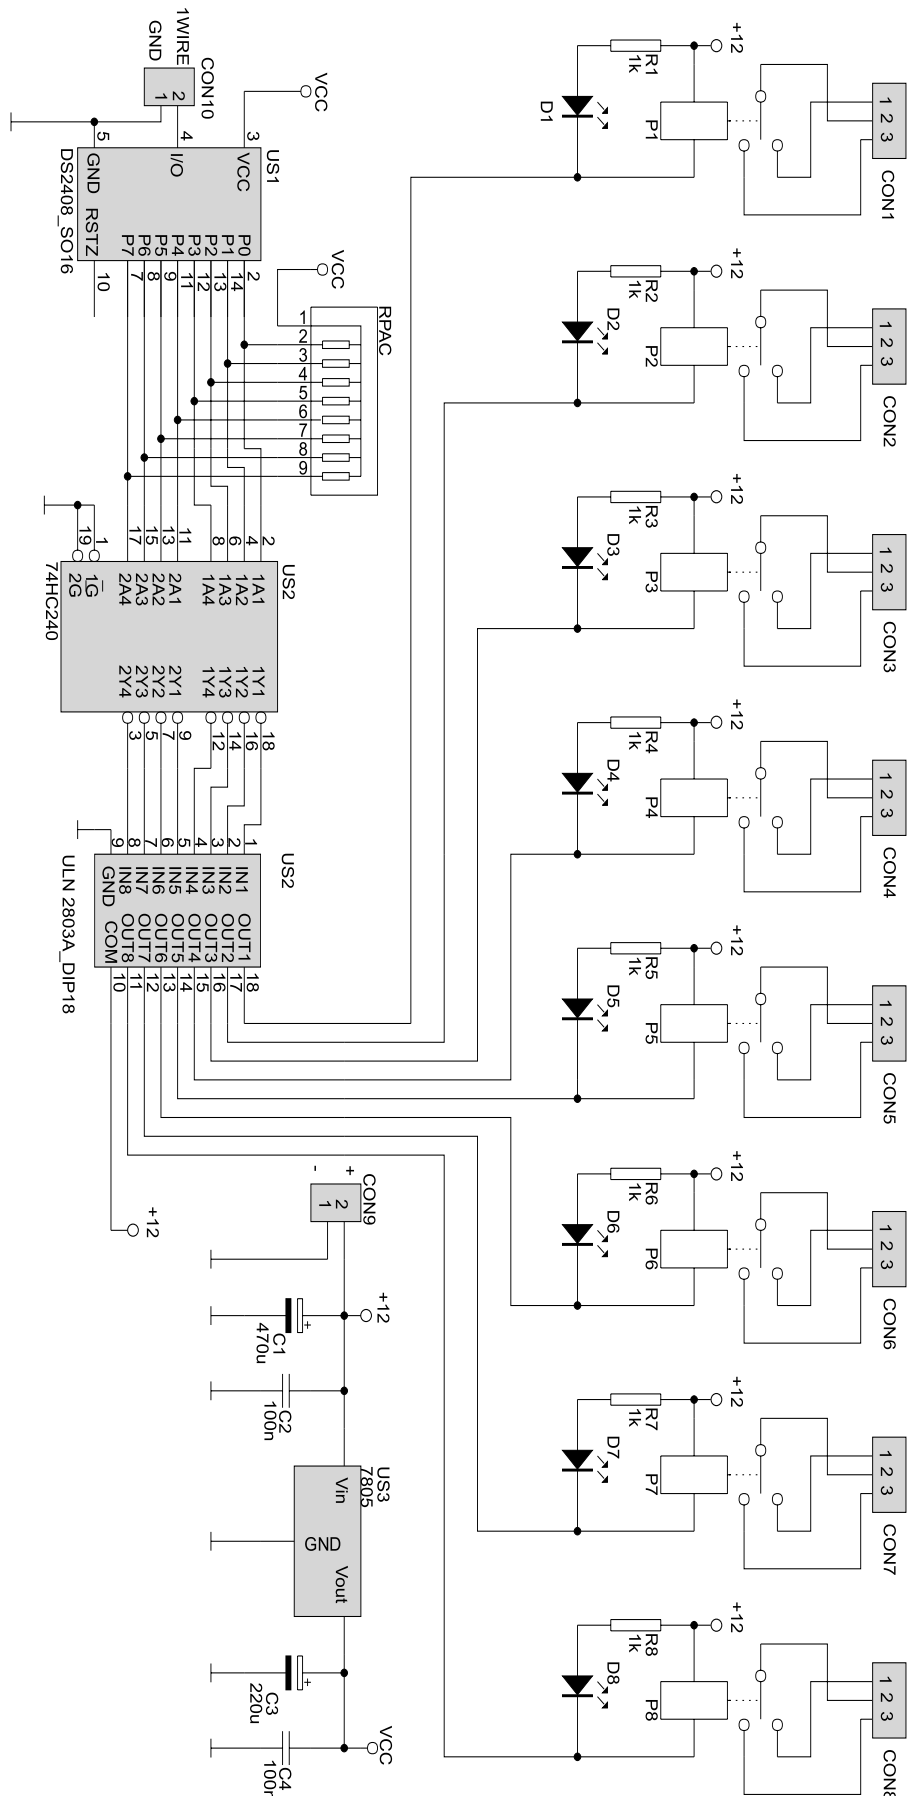 CON1
1 2 3
P1
+12
R1
1k
D1
CON2
1 2 3
P2
+12
R2
1k
D2
CON3
1 2 3
P3
+12
R3
1k
D3
CON4
1 2 3
P4
+12
R4
1k
D4
CON5
1 2 3
P5
+12
R5
1k
D5
CON6
1 2 3
P6
+12
R6
1k
D6
CON7
1 2 3
P7
+12
R7
1k
D7
CON8
1 2 3
P8
+12
R8
1k
D8
CON10
1WIRE
GND
2
1
VCC
US1
DS2408_SO16
3
4
5
VCC
I/O
GND
RSTZ
P0
P1
P2
P3
P4
P5
P6
P7
2
14
13
12
11
9
8
7
10
VCC
RPAC
1
2
3
4
5
6
7
8
9
US2
74HC240
2
4
6
8
11
13
15
17
1
19
1A1
1A2
1A3
1A4
2A1
2A2
2A3
2A4
1G
2G
1Y1
1Y2
1Y3
1Y4
2Y1
2Y2
2Y3
2Y4
18
16
14
12
9
7
5
3
US2
ULN 2803A_DIP18
1
2
3
4
5
6
7
8
9
IN1
IN2
IN3
IN4
IN5
IN6
IN7
IN8
GND
OUT1
OUT2
OUT3
OUT4
OUT5
OUT6
OUT7
OUT8
COM
18
17
16
15
14
13
12
11
10
+12
CON9
+
-
2
1
+12
C1
470u
+
C2
100n
US3
7805
Vin
GND
Vout
C3
220u
+
VCC
C4
100n